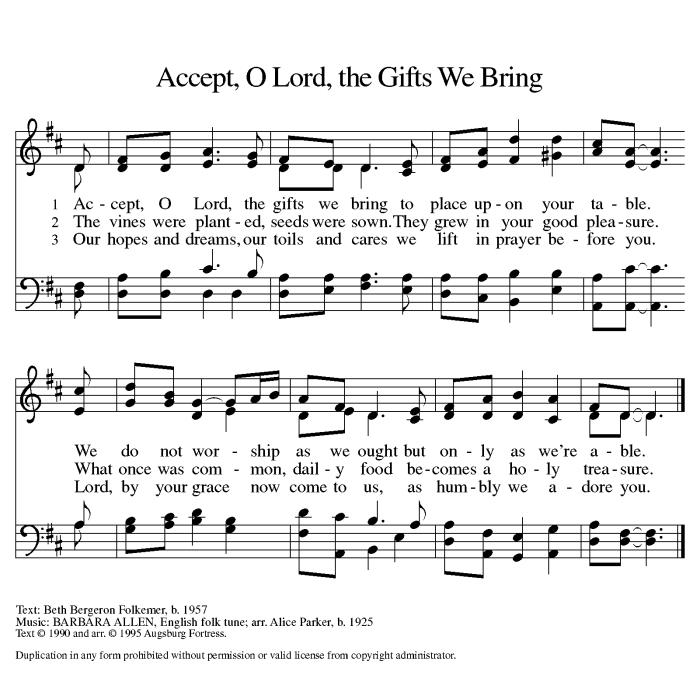 Accept, O Lord, the Gifts We Bring
1 Ac - cept, O Lord, the gifts we bring to place up - on your ta - ble.
2 The vines were plant - ed, seeds were sown. They grew in your good plea - sure.
3 Our hopes and dreams, our toils and cares we lift in prayer be - fore you.
We do not wor - ship as we ought but on - ly as we're a - ble.
What once was com - mon, dail - y food be - comes a ho - ly trea - sure.
Lord, by your grace now come to us, as hum - bly we a - dore you.
Text: Beth Bergeron Folkemer, b. 1957
Music: BARBARA ALLEN, English folk tune; arr. Alice Parker, b. 1925
Text © 1990 and arr. © 1995 Augsburg Fortress.
Duplication in any form prohibited without permission or valid license from copyright administrator.